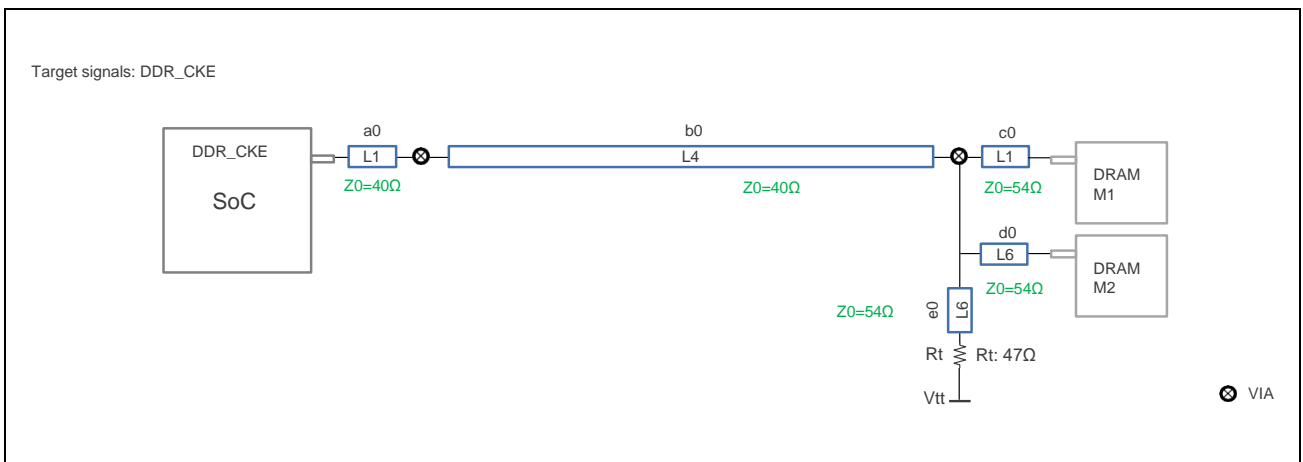 Target signals: DDR_CKE
a0
b0
c0
DDR_CKE
L1
L4
L1
DRAM
M1
Z0=40Ω
Z0=40Ω
Z0=54Ω
SoC
d0
L6
DRAM
M2
Z0=54Ω
Z0=54Ω
e0
L6
Rt
Rt: 47Ω
Vtt
VIA